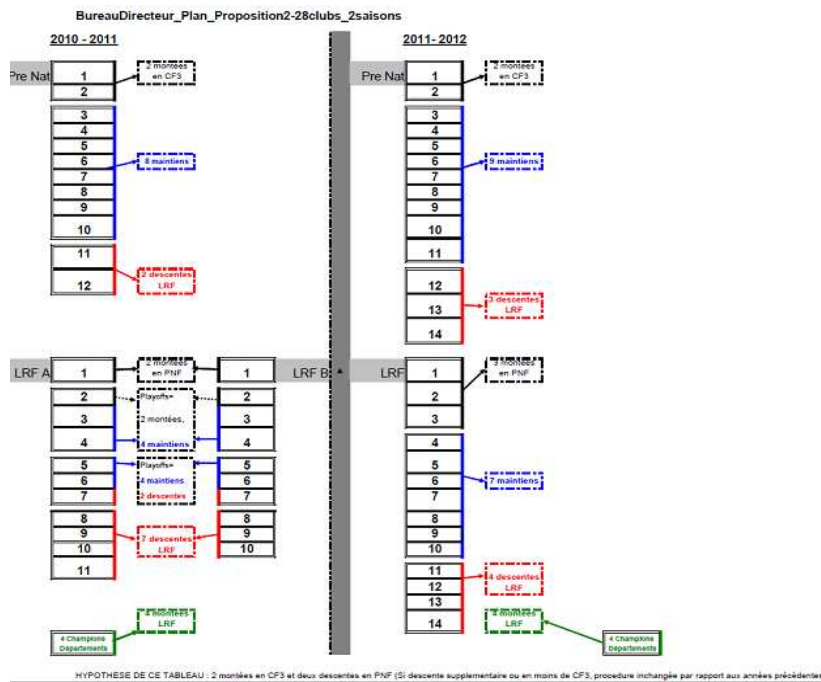 BureauDirecteur_Plan_Proposition2-28clubs_2saisons
2010 - 2011
2011- 2012
Pre Nat
1
2
2 montées
en CF3
3
4
5
6
7
8
9
10
8 maintiens
11
12
2 descentes
LRF
Pre Nat
1
2
2 montées
en CF3
3
4
5
6
7
8
9
10
11
9 maintiens
12
13
14
3 descentes
LRF
LRF A
1
2 montées
en PNF
1
LRF B
2
3
4
Playoffs=
2 montées,
4 maintiens
2
3
4
5
6
7
Playoffs=
4 maintiens
2 descentes
5
6
7
8
9
10
11
7 descentes
LRF
8
9
10
4 Champions
Departements
4 montées
LRF
LRF
1
2
3
3 montées
en PNF
4
5
6
7
8
9
10
7 maintiens
11
12
13
14
4 descentes
LRF
4 montées
LRF
4 Champions
Departements
HYPOTHESE DE CE TABLEAU : 2 montées en CF3 et deux descentes en PNF (Si descente supplementaire ou en moins de CF3, procedure inchangée par rapport aux années précédentes